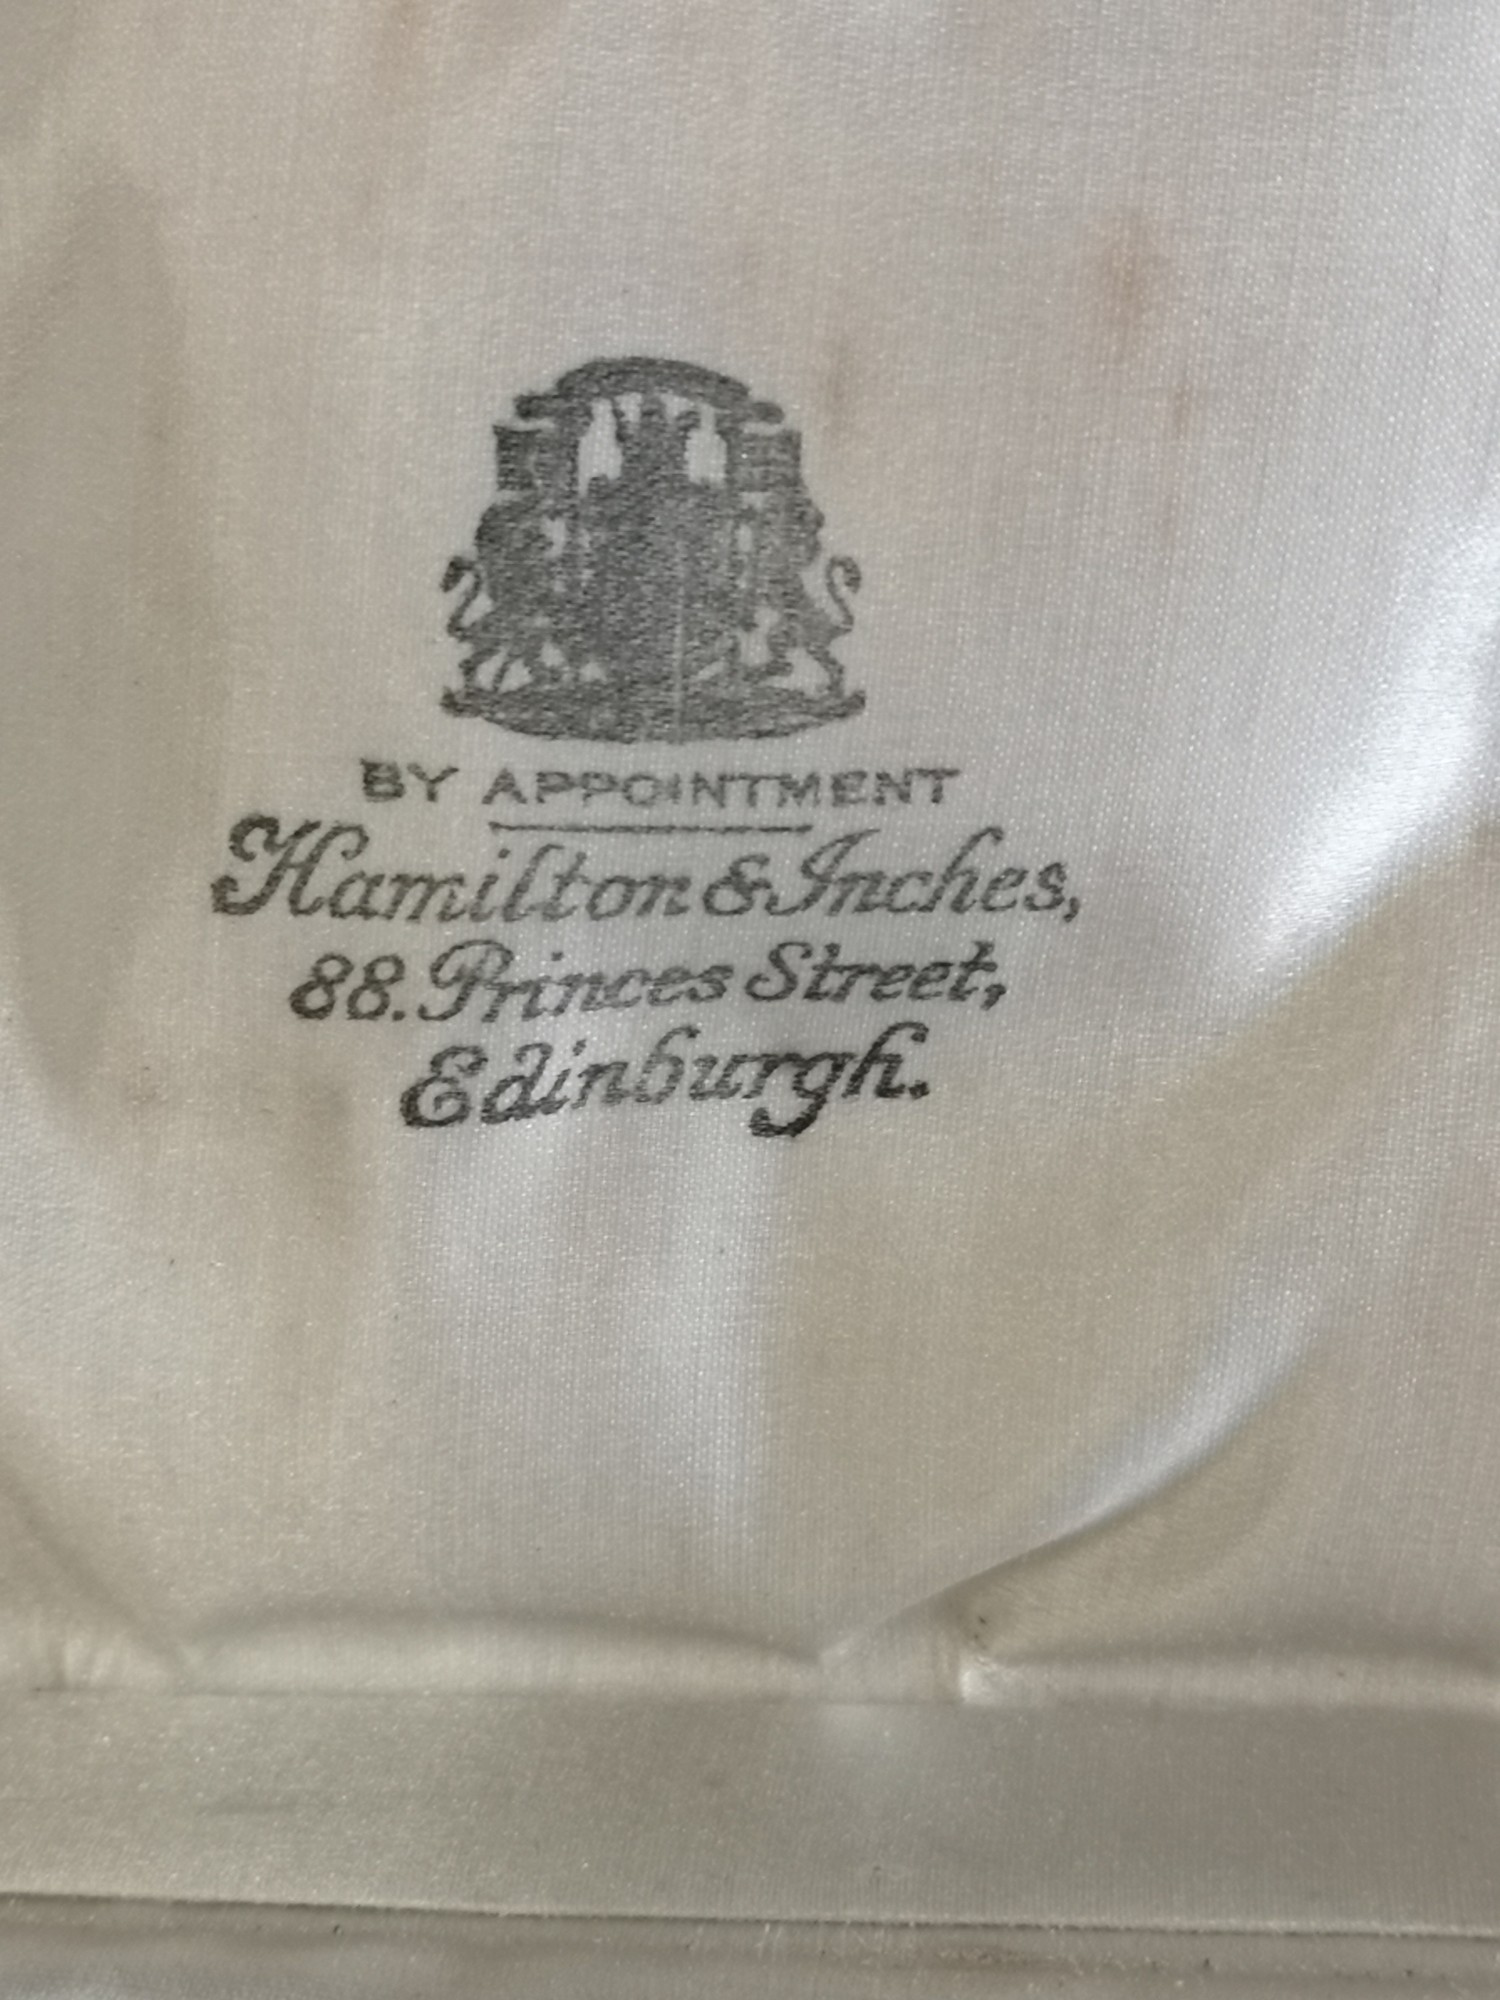 BY APPOINTMENT
Hamilton & Inches,
88. Princes Street,
Edinburgh.